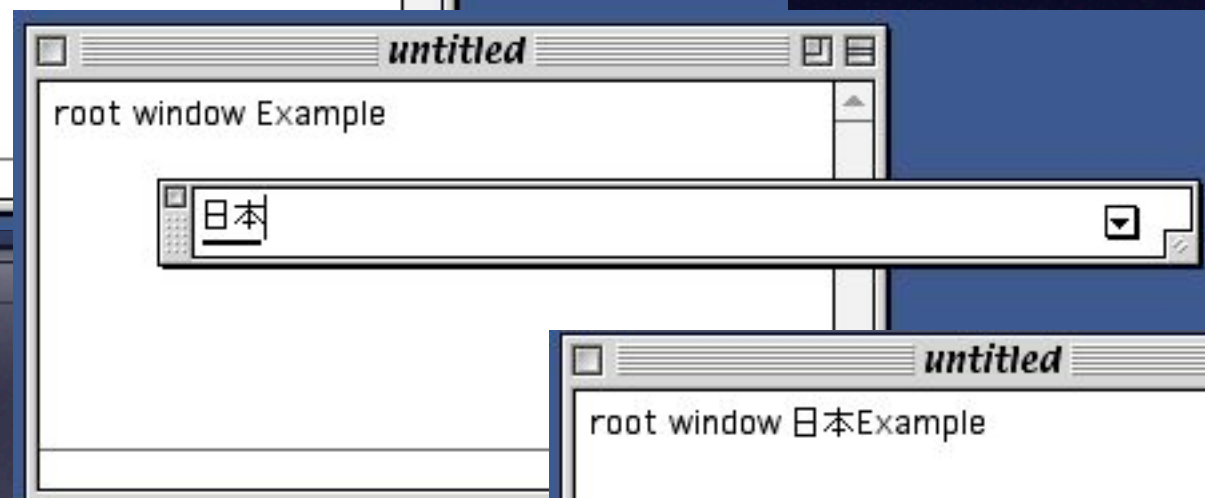 untitled
root window Example
日本
untitled
root window 日本Example